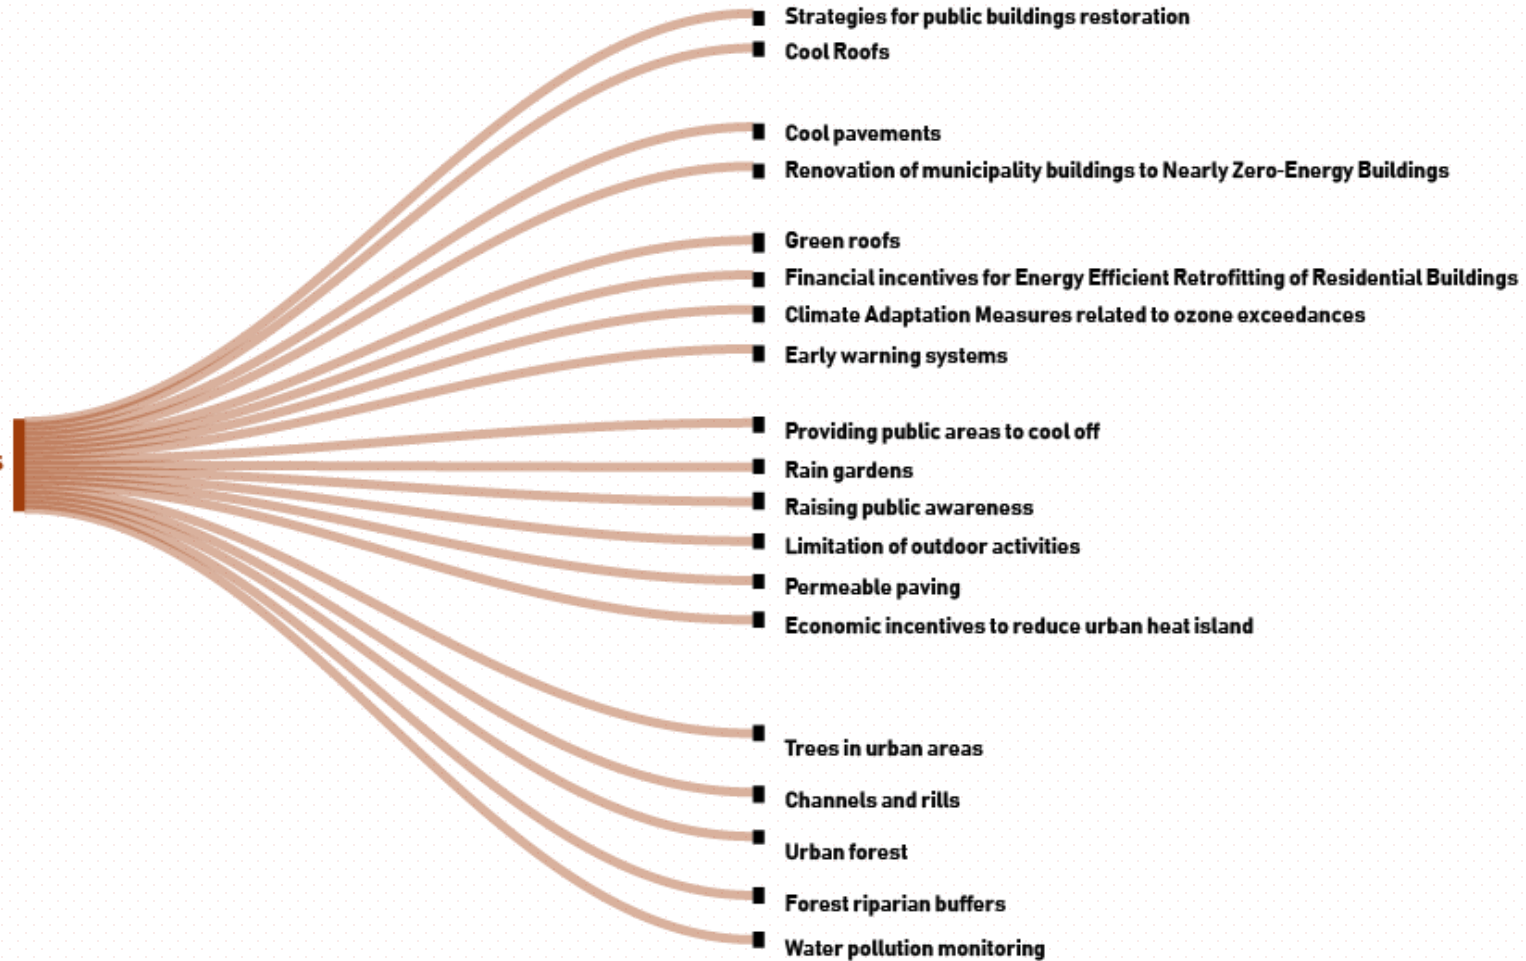 Strategies for public buildings restoration
Cool Roofs
Cool pavements
Renovation of municipality buildings to Nearly Zero-Energy Buildings
Green roofs
Financial incentives for Energy Efficient Retrofitting of Residential Buildings
Climate Adaptation Measures related to ozone exceedances
Early warning systems
Providing public areas to cool off
Rain gardens
Raising public awareness
Limitation of outdoor activities
Permeable paving
Economic incentives to reduce urban heat island
Trees in urban areas
Channels and rills
Urban forest
Forest riparian buffers
Water pollution monitoring